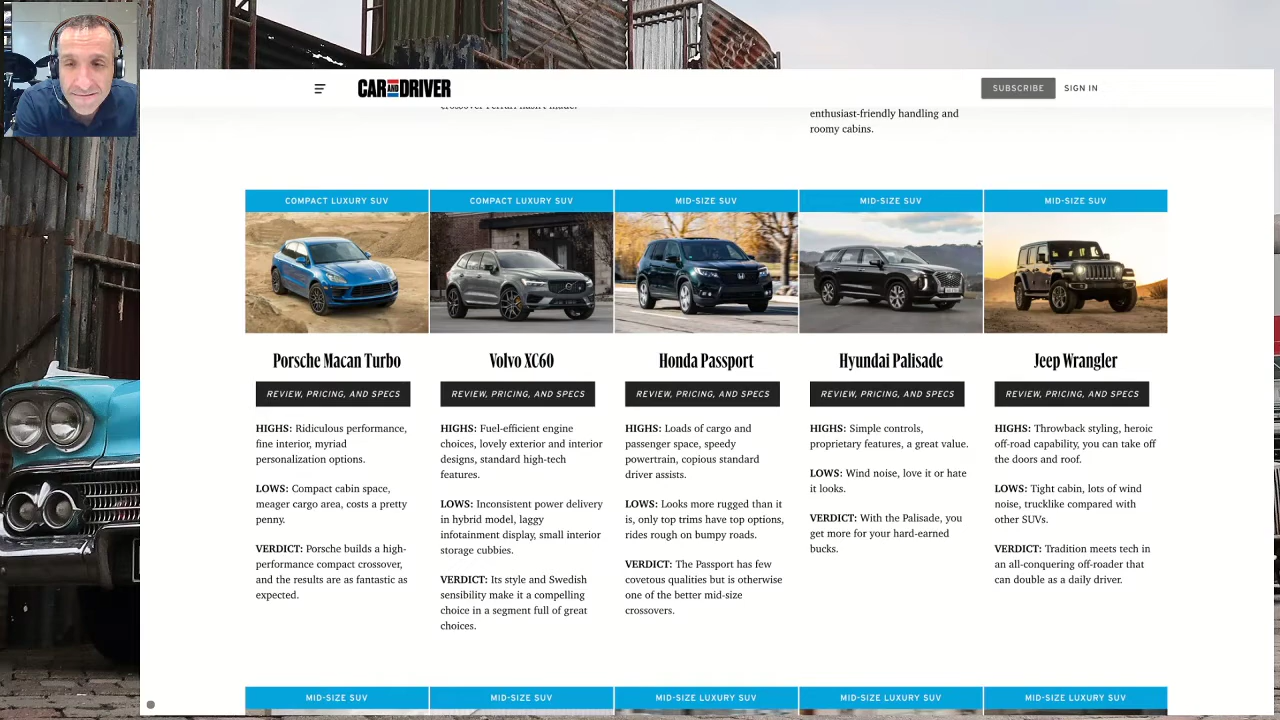 CAR AND DRIVER
SUBSCRIBE
SIGN IN
enthusiast-friendly handling and
roomy cabins.
COMPACT LUXURY SUV
Porsche Macan Turbo
REVIEW, PRICING, AND SPECS
HIGHS: Ridiculous performance,
fine interior, myriad
personalization options.
LOWS: Compact cabin space,
meager cargo area, costs a pretty
penny.
VERDICT: Porsche builds a high-
performance compact crossover,
and the results are as fantastic as
expected.
COMPACT LUXURY SUV
Volvo XC60
REVIEW, PRICING, AND SPECS
HIGHS: Fuel-efficient engine
choices, lovely exterior and interior
designs, standard high-tech
features.
LOWS: Inconsistent power delivery
in hybrid model, laggy
infotainment display, small interior
storage cubbies.
VERDICT: Its style and Swedish
sensibility make it a compelling
choice in a segment full of great
choices.
MID-SIZE SUV
Honda Passport
REVIEW, PRICING, AND SPECS
HIGHS: Loads of cargo and
passenger space, speedy
powertrain, copious standard
driver assists.
LOWS: Looks more rugged than it
is, only top trims have top options,
rides rough on bumpy roads.
VERDICT: The Passport has few
covetous qualities but is otherwise
one of the better mid-size
crossovers.
MID-SIZE SUV
Hyundai Palisade
REVIEW, PRICING, AND SPECS
HIGHS: Simple controls,
proprietary features, a great value.
LOWS: Wind noise, love it or hate
it looks.
VERDICT: With the Palisade, you
get more for your hard-earned
bucks.
MID-SIZE SUV
Jeep Wrangler
REVIEW, PRICING, AND SPECS
HIGHS: Throwback styling, heroic
off-road capability, you can take off
the doors and roof.
LOWS: Tight cabin, lots of wind
noise, trucklike compared with
other SUVs.
VERDICT: Tradition meets tech in
an all-conquering off-roader that
can double as a daily driver.
MID-SIZE SUV
MID-SIZE SUV
MID-SIZE LUXURY SUV
MID-SIZE LUXURY SUV
MID-SIZE LUXURY SUV